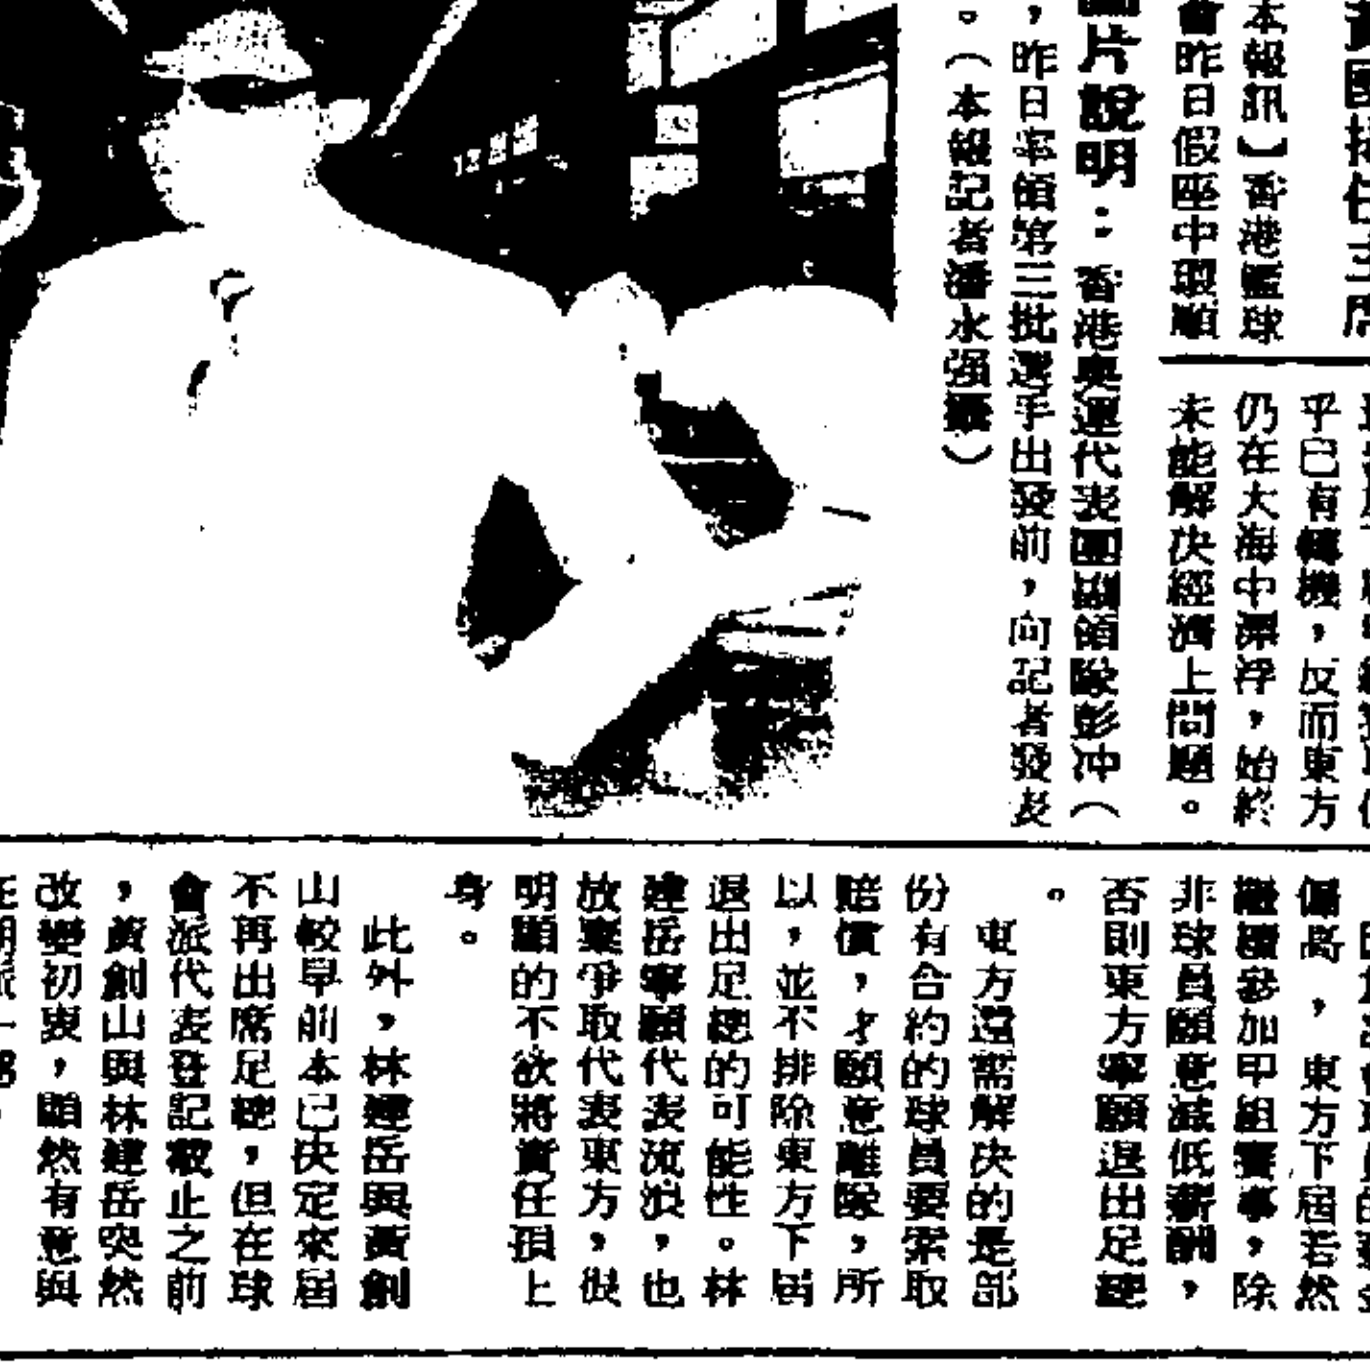 本報訊】香港籃球
會昨日假座中環順
圖片說明：香港奧運代表團副領隊彭冲（
，昨日率領第三批選手出發前，向記者發表
。（本報記者潘水强攝）
乎已有轉機，反而東方
仍在大海中漂浮，始終
未能解決經濟上問題。
偏高，東方下屆若然
繼續參加甲組賽事，除
非球員願意減低薪酬，
否則東方寧願退出足總
。
東方還需解決的是部
份有合約的球員要索取
賠償，才願意離隊，所
以，並不排除東方下屆
退出足總的可能性。林
建岳寧願代表流浪，也
放棄爭取代表東方，很
明顯的不欲將責任損上
身。
此外，林建岳與黃創
山較早前本已決定來屆
不再出席足總，但在球
會派代表登記截止之前
，黃創山與林建岳突然
改變初衷，顯然有意與